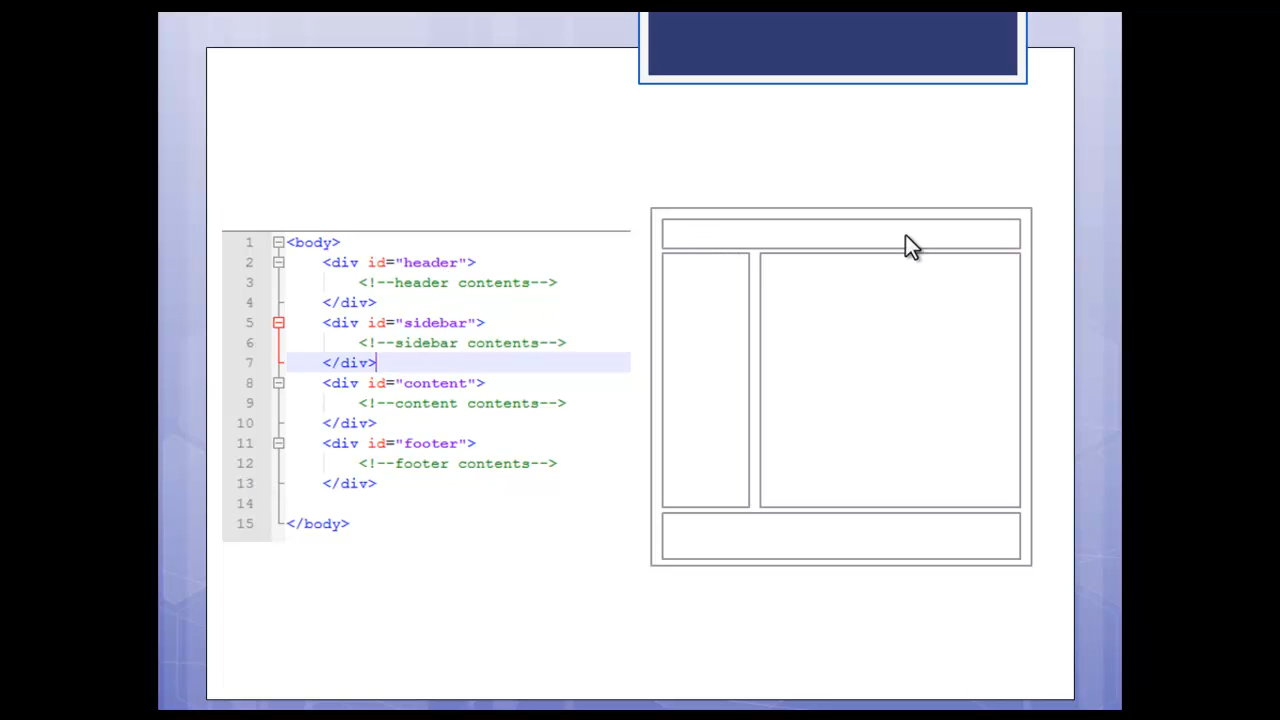 1 <body>
2 <div id="header">
3 <!--header contents-->
4 </div>
5 <div id="sidebar">
6 <!--sidebar contents-->
7 </div>
8 <div id="content">
9 <!--content contents-->
10 </div>
11 <div id="footer">
12 <!--footer contents-->
13 </div>
14
15 </body>